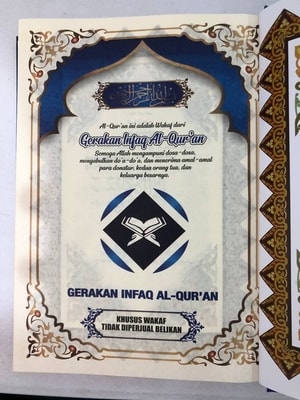 Al-Qur'an ini adalah Wakaf dari
Gerakan Infaq Al-Qur'an
Semoga Allah mengampuni dosa-dosa,
mengabulkan do'a-do'a, dan menerima amal-amal
para donatur, kedua orang tua, dan
keluarga besarnya.
GERAKAN INFAQ AL-QUR'AN
KHUSUS WAKAF
TIDAK DIPERJUAL BELIKAN